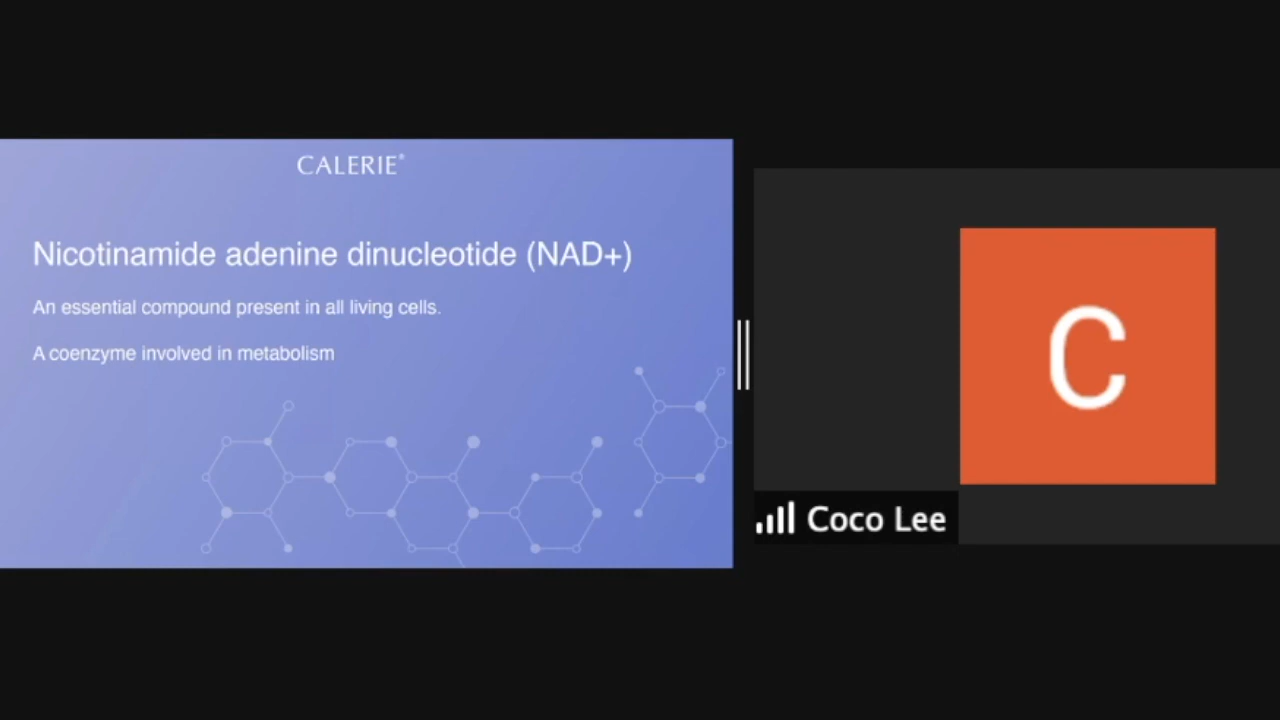 CALERIE®
Nicotinamide adenine dinucleotide (NAD+)
An essential compound present in all living cells.
A coenzyme involved in metabolism
C
Coco Lee